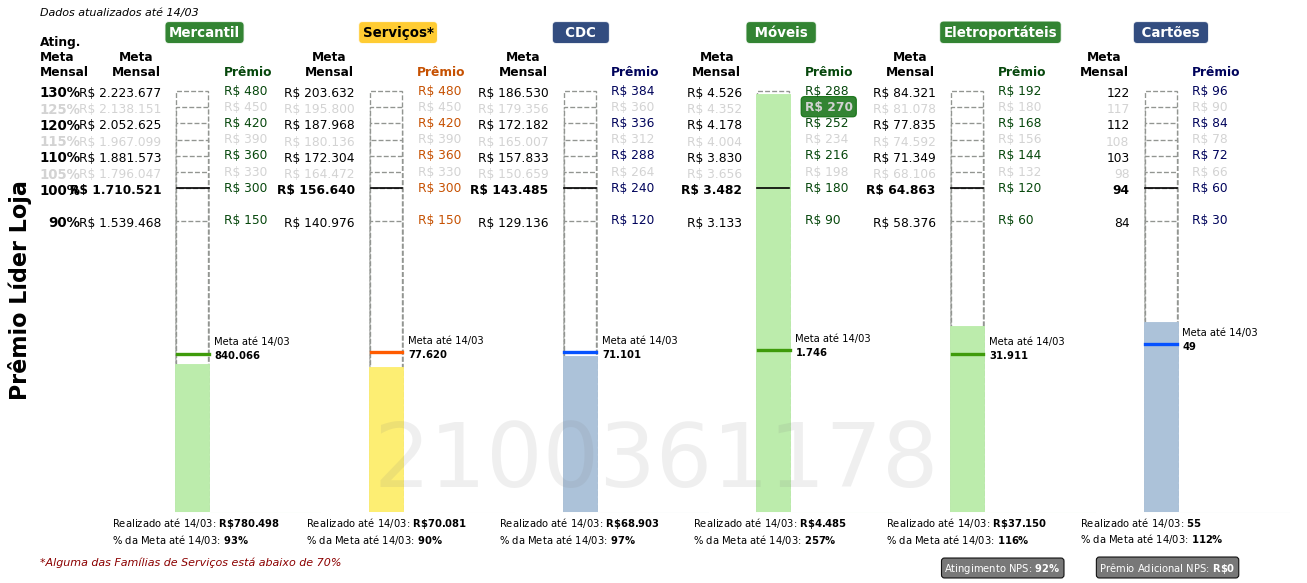 Dados atualizados até 14/03
Mercantil Serviços* CDC Móveis Eletroportáteis Cartões
Ating.
Meta Meta Meta Meta Meta Meta Meta
Mensal Mensal Prêmio Mensal Prêmio Mensal Prêmio Mensal Prêmio Mensal Prêmio Mensal Prêmio
130% R$ 2.223.677 R$ 480 R$ 203.632 R$ 480 R$ 186.530 R$ 384 R$ 4.526 R$ 288 R$ 84.321 R$ 192 122 R$ 96
125% R$ 2.138.151 R$ 450 R$ 195.800 R$ 450 R$ 179.356 R$ 360 R$ 4.352 R$ 270 R$ 81.078 R$ 180 117 R$ 90
120% R$ 2.052.625 R$ 420 R$ 187.968 R$ 420 R$ 172.182 R$ 336 R$ 4.178 R$ 252 R$ 77.835 R$ 168 112 R$ 84
115% R$ 1.967.099 R$ 390 R$ 180.136 R$ 390 R$ 165.007 R$ 312 R$ 4.004 R$ 234 R$ 74.592 R$ 156 108 R$ 78
110% R$ 1.881.573 R$ 360 R$ 172.304 R$ 360 R$ 157.833 R$ 288 R$ 3.830 R$ 216 R$ 71.349 R$ 144 103 R$ 72
105% R$ 1.796.047 R$ 330 R$ 164.472 R$ 330 R$ 150.659 R$ 264 R$ 3.656 R$ 198 R$ 68.106 R$ 132 98 R$ 66
100% R$ 1.710.521 R$ 300 R$ 156.640 R$ 300 R$ 143.485 R$ 240 R$ 3.482 R$ 180 R$ 64.863 R$ 120 94 R$ 60
90% R$ 1.539.468 R$ 150 R$ 140.976 R$ 150 R$ 129.136 R$ 120 R$ 3.133 R$ 90 R$ 58.376 R$ 60 84 R$ 30
Prêmio Líder Loja
Meta até 14/03 Meta até 14/03 Meta até 14/03 Meta até 14/03 Meta até 14/03 Meta até 14/03
840.066 77.620 71.101 1.746 31.911 49
2100361178
Realizado até 14/03: R$780.498 Realizado até 14/03: R$70.081 Realizado até 14/03: R$68.903 Realizado até 14/03: R$4.485 Realizado até 14/03: R$37.150 Realizado até 14/03: 55
% da Meta até 14/03: 93% % da Meta até 14/03: 90% % da Meta até 14/03: 97% % da Meta até 14/03: 257% % da Meta até 14/03: 116% % da Meta até 14/03: 112%
*Alguma das Famílias de Serviços está abaixo de 70% Atingimento NPS: 92% Prêmio Adicional NPS: R$0